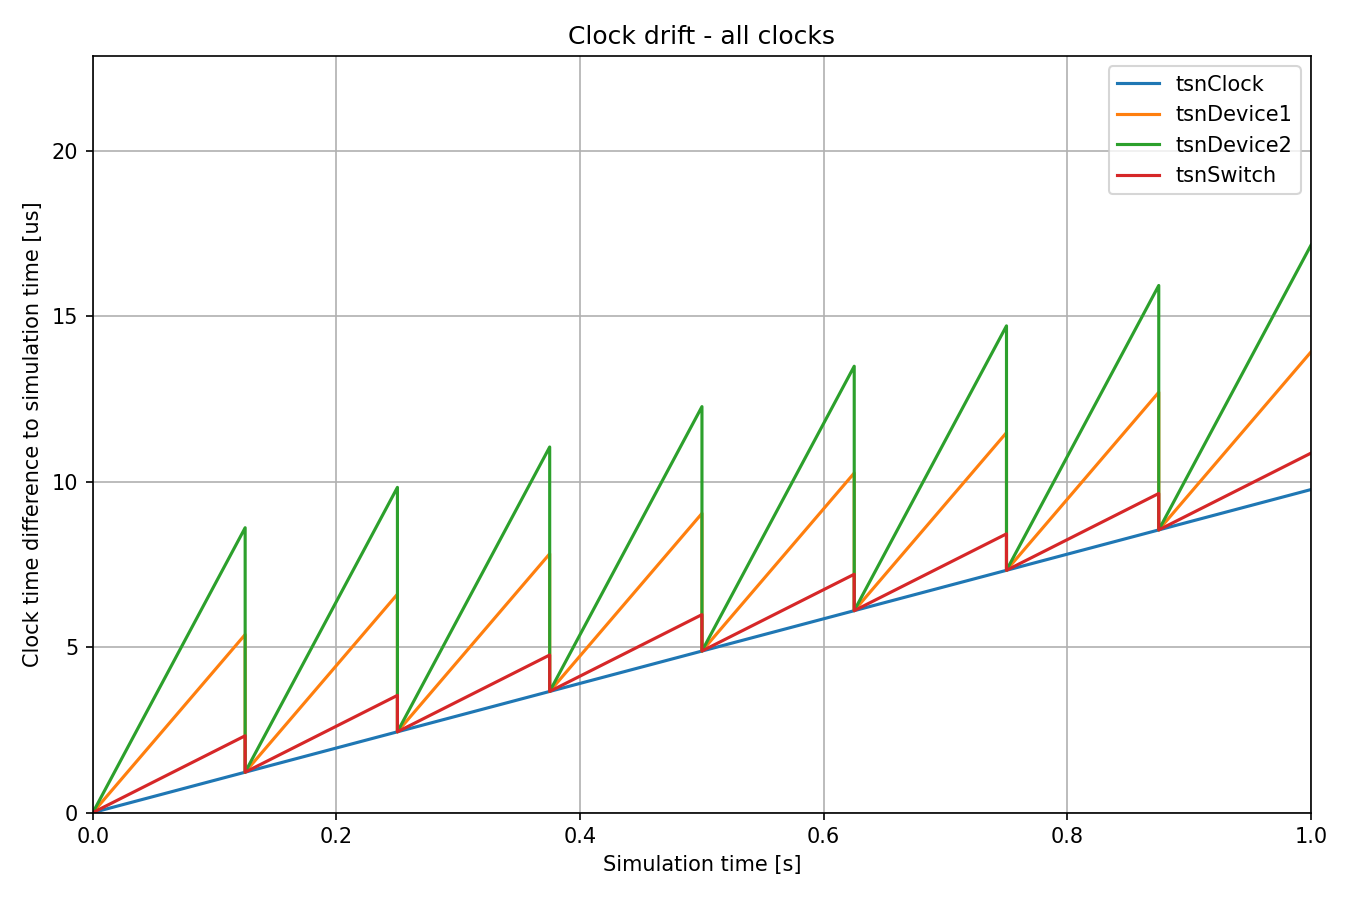 Clock drift - all clocks
tsnClock
tsnDevice1
tsnDevice2
tsnSwitch
Clock time difference to simulation time [us]
20
15
10
5
0
0.0 0.2 0.4 0.6 0.8 1.0
Simulation time [s]